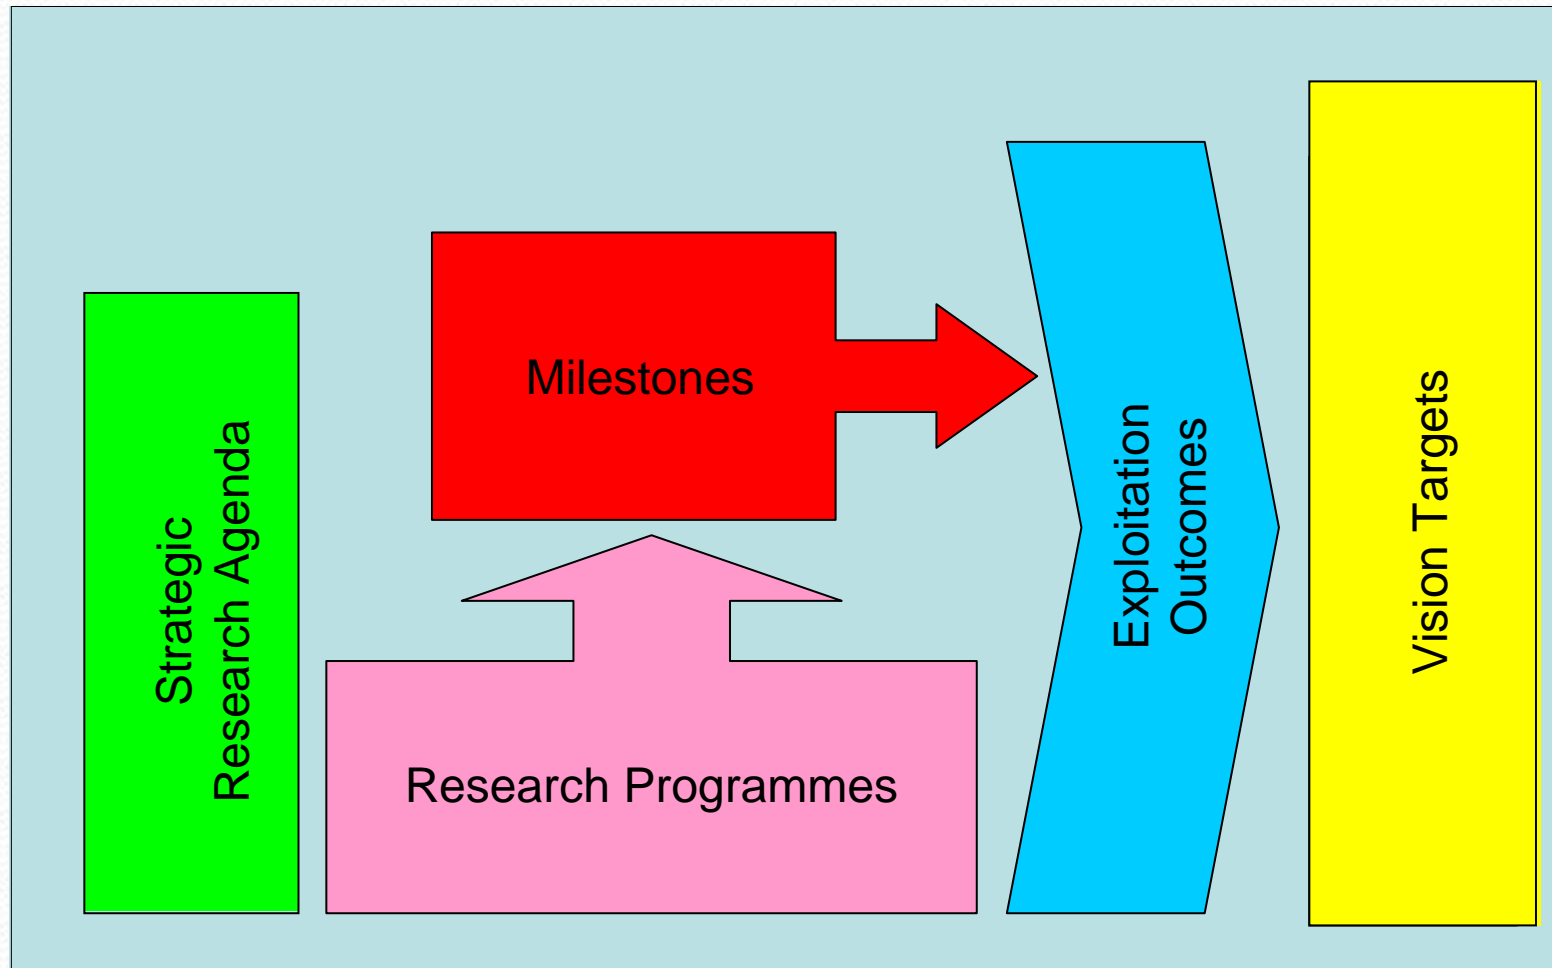 Strategic
Research Agenda
Milestones
Research Programmes
Exploitation
Outcomes
Vision Targets